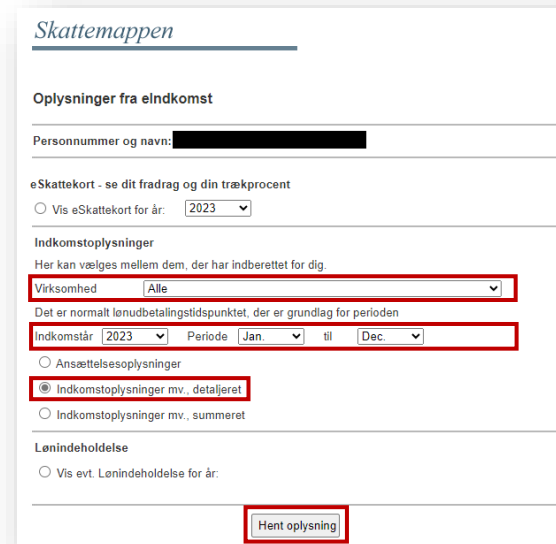 Skattemappen
Oplysninger fra eIndkomst
Personnummer og navn:
eSkattekort - se dit fradrag og din trækprocent
Vis eSkattekort for år: 2023
Indkomstoplysninger
Her kan vælges mellem dem, der har indberettet for dig.
Virksomhed Alle
Det er normalt lønudbetalingstidspunktet, der er grundlag for perioden
Indkomstår 2023 Periode Jan. til Dec.
Ansættelsesoplysninger
Indkomstoplysninger mv., detaljeret
Indkomstoplysninger mv., summeret
Lønindeholdelse
Vis evt. Lønindeholdelse for år:
Hent oplysning